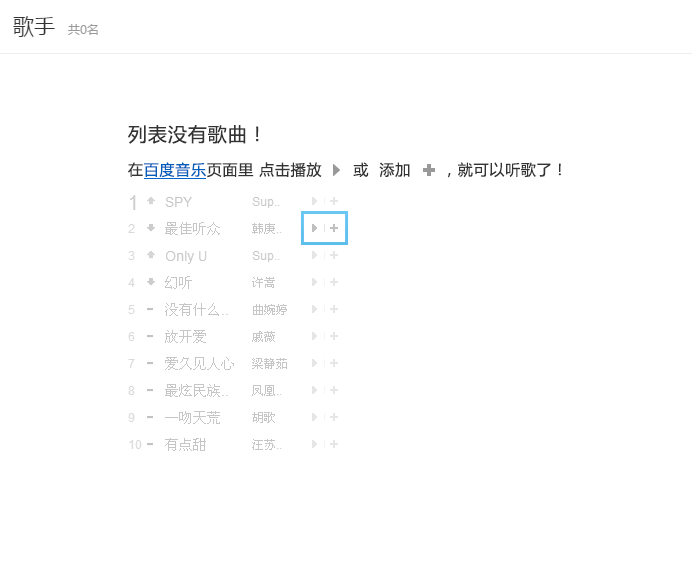 歌手 共0名
列表没有歌曲！
在百度音乐页面里 点击播放 或 添加 ，就可以听歌了！
1 SPY Sup..
2 最佳听众 韩庚..
3 Only U Sup..
4 幻听 许嵩
5 没有什么.. 曲婉婷
6 放开爱 戚薇
7 爱久见人心 梁静茹
8 最炫民族.. 凤凰..
9 一吻天荒 胡歌
10 有点甜 汪苏..